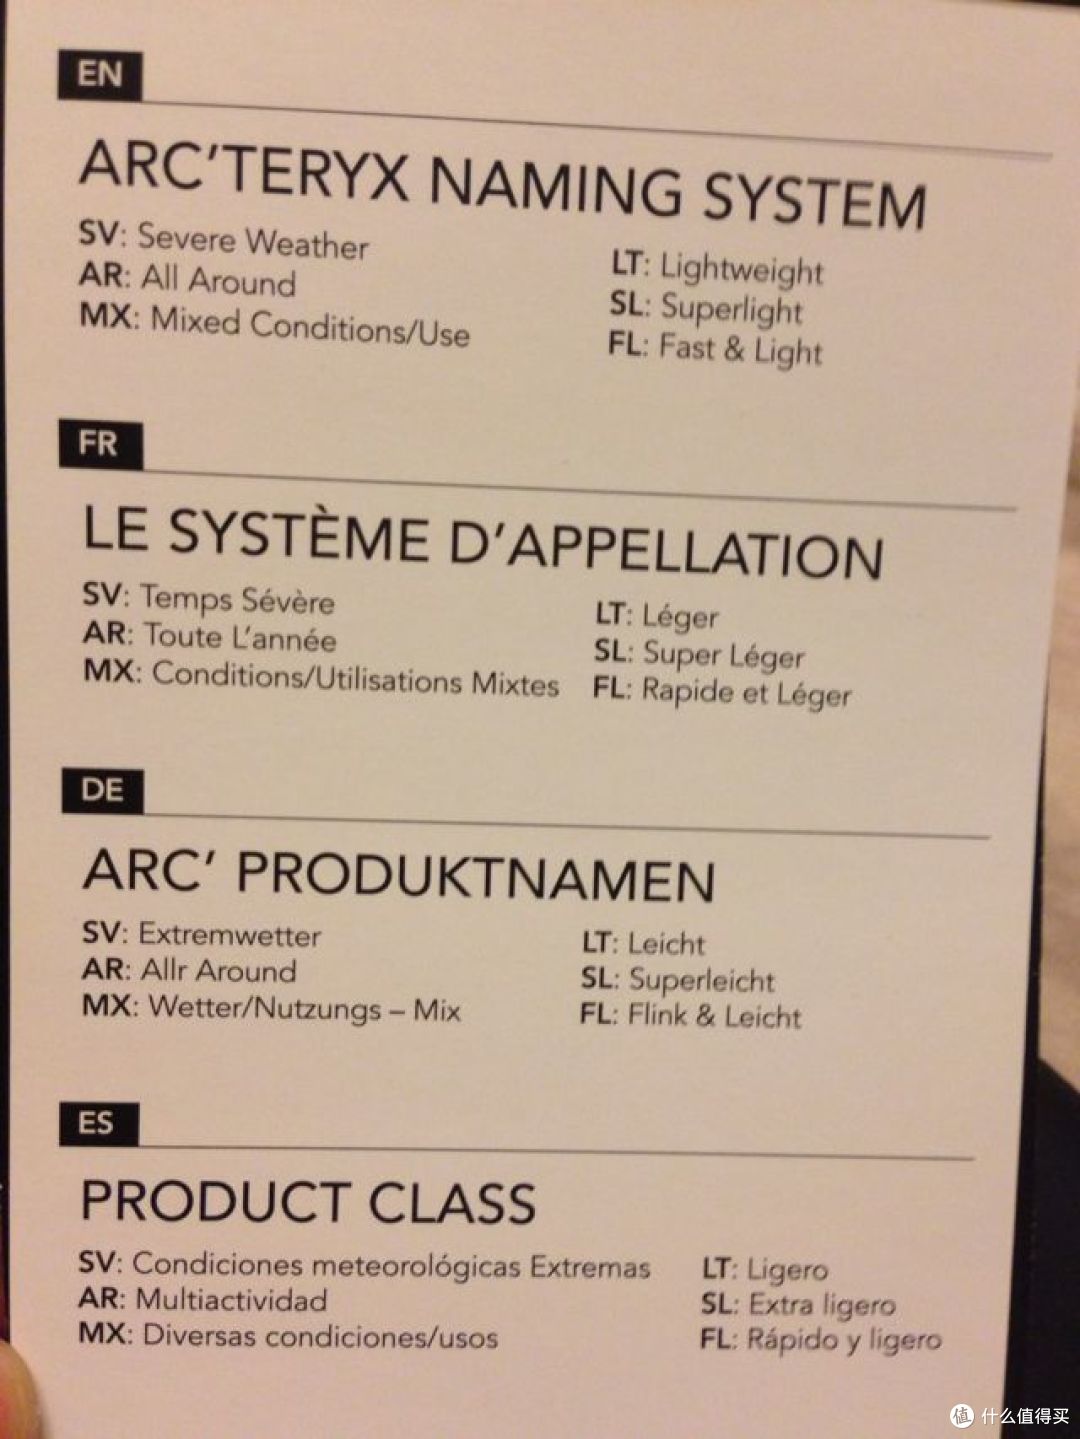 EN
ARC'TERYX NAMING SYSTEM
SV: Severe Weather
AR: All Around
MX: Mixed Conditions/Use
LT: Lightweight
SL: Superlight
FL: Fast & Light
FR
LE SYSTÈME D'APPELLATION
SV: Temps Sévère
AR: Toute L'année
MX: Conditions/Utilisations Mixtes
LT: Léger
SL: Super Léger
FL: Rapide et Léger
DE
ARC' PRODUKTNAMEN
SV: Extremwetter
AR: Allr Around
MX: Wetter/Nutzungs – Mix
LT: Leicht
SL: Superleicht
FL: Flink & Leicht
ES
PRODUCT CLASS
SV: Condiciones meteorológicas Extremas
AR: Multiactividad
MX: Diversas condiciones/usos
LT: Ligero
SL: Extra ligero
FL: Rápido y ligero
值 什么值得买